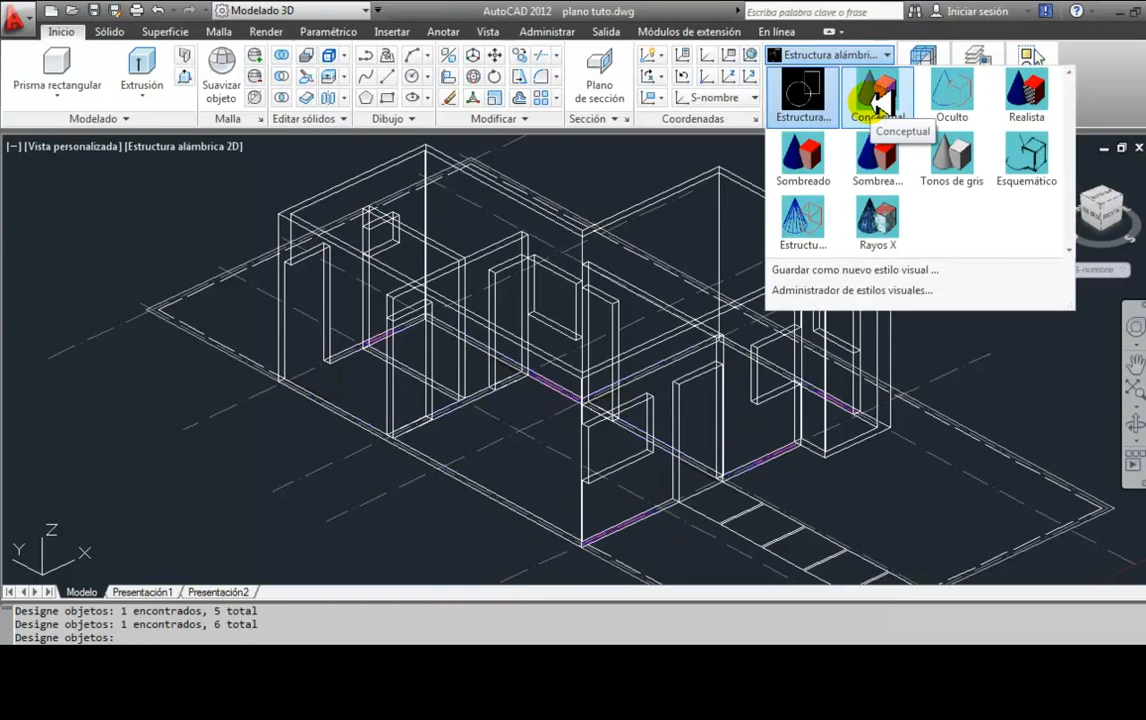 Modelado 3D
AutoCAD 2012 plano tuto.dwg
Escriba palabra clave o frase
Iniciar sesión
Inicio Sólido Superficie Malla Render Paramétrico Insertar Anotar Vista Administrar Salida Módulos de extensión En línea
Estructura alámbri...
Prisma rectangular
Extrusión
Suavizar
objeto
Plano
de sección
S-nombre
Modelado Malla Editar sólidos Dibujo Modificar Sección Coordenadas
Estructura... Conceptual Oculto Realista
Conceptual
Sombreado Sombrea... Tonos de gris Esquemático
Estructu... Rayos X
Guardar como nuevo estilo visual ...
Administrador de estilos visuales...
[−] [Vista personalizada] [Estructura alámbrica 2D]
S-nombre
Z
Y X
Modelo Presentación1 Presentación2
Designe objetos: 1 encontrados, 5 total
Designe objetos: 1 encontrados, 6 total
Designe objetos: